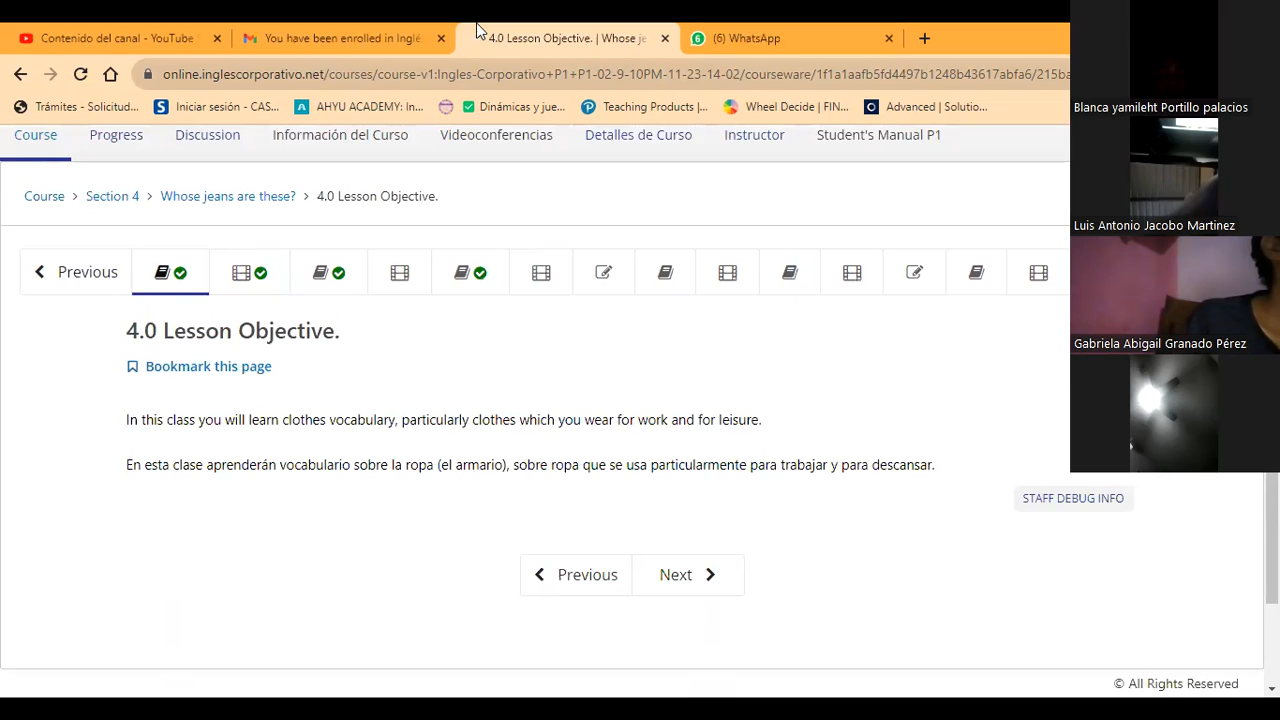 Contenido del canal - YouTube
You have been enrolled in Inglé
4.0 Lesson Objective. | Whose je
6
(6) WhatsApp
online.inglescorporativo.net/courses/course-v1:Ingles-Corporativo+P1+P1-02-9-10PM-11-23-14-02/courseware/1f1a1aafb5fd4497b1248b43617abfa6/215ba
Trámites - Solicitud...
S
Iniciar sesión - CAS...
A
AHYU ACADEMY: In...
Dinámicas y jue...
Teaching Products |...
Wheel Decide | FIN...
Advanced | Solutio...
Course
Progress
Discussion
Información del Curso
Videoconferencias
Detalles de Curso
Instructor
Student's Manual P1
Course > Section 4 > Whose jeans are these? > 4.0 Lesson Objective.
Previous
4.0 Lesson Objective.
Bookmark this page
In this class you will learn clothes vocabulary, particularly clothes which you wear for work and for leisure.
En esta clase aprenderán vocabulario sobre la ropa (el armario), sobre ropa que se usa particularmente para trabajar y para descansar.
STAFF DEBUG INFO
Previous
Next
© All Rights Reserved
Blanca yamileht Portillo palacios
Luis Antonio Jacobo Martinez
Gabriela Abigail Granado Pérez